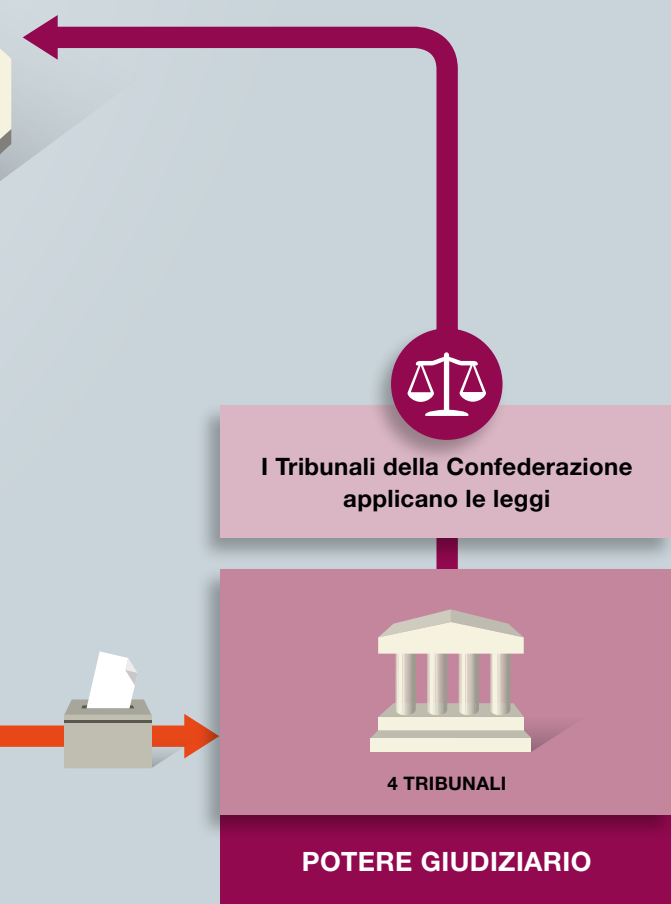 I Tribunali della Confederazione
applicano le leggi
4 TRIBUNALI
POTERE GIUDIZIARIO